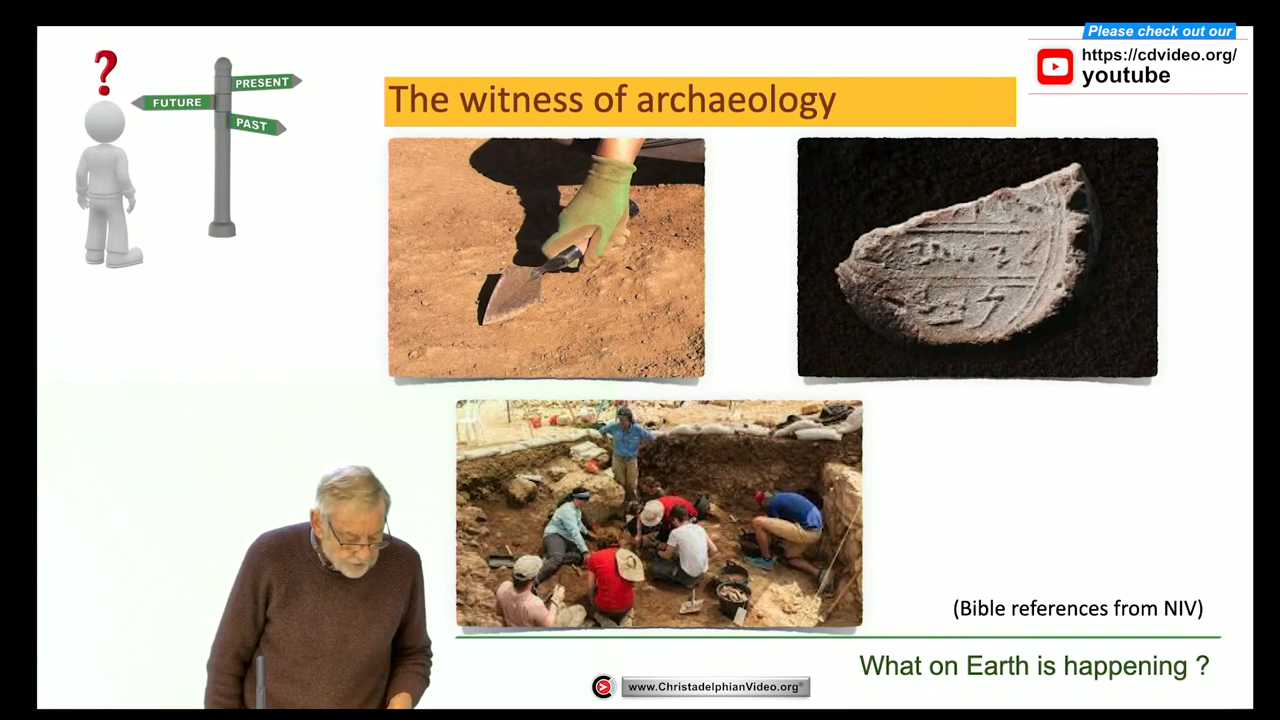 Please check out our
https://cdvideo.org/
youtube
?
PRESENT
FUTURE
PAST
The witness of archaeology
(Bible references from NIV)
What on Earth is happening ?
www.ChristadelphianVideo.org®